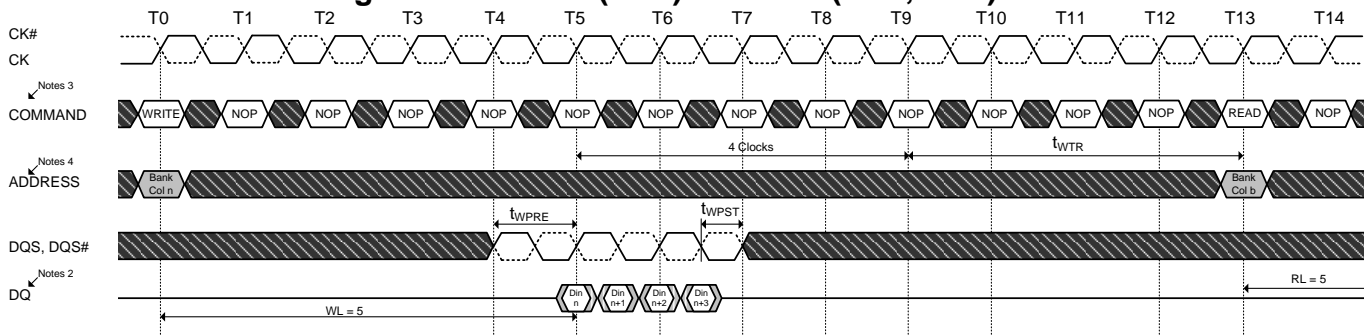 T0 T1 T2 T3 T4 T5 T6 T7 T8 T9 T10 T11 T12 T13 T14
CK#
CK
Notes 3
COMMAND
WRITE NOP NOP NOP NOP NOP NOP NOP NOP NOP NOP NOP NOP READ NOP
4 Clocks
tWTR
Notes 4
ADDRESS
Bank
Col n
Bank
Col b
tWPRE
tWPST
DQS, DQS#
Notes 2
DQ
Din
n
Din
n+1
Din
n+2
Din
n+3
WL = 5
RL = 5